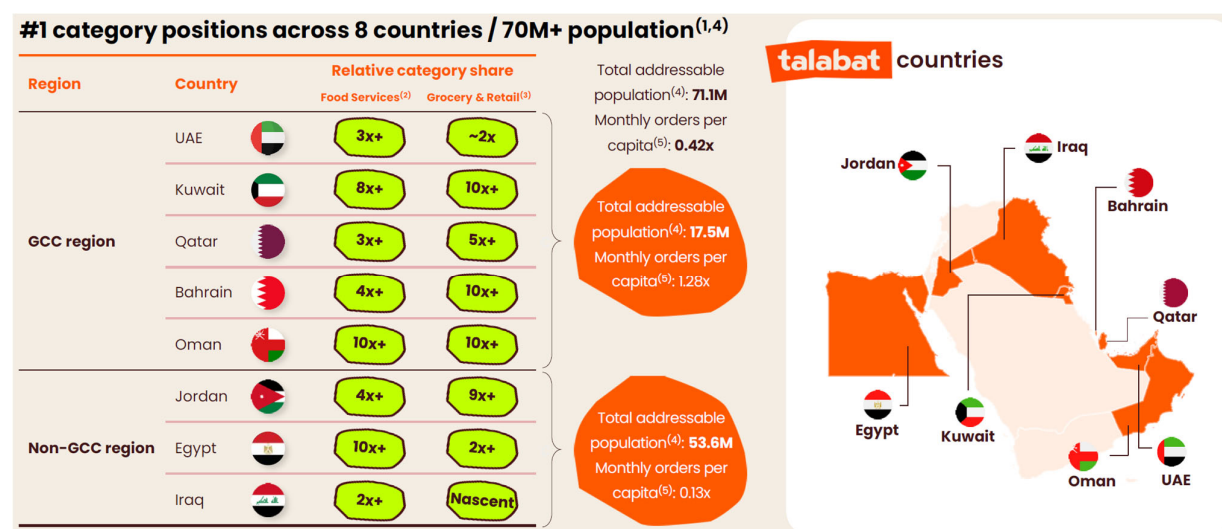 #1 category positions across 8 countries / 70M+ population(1,4)
Region
Country
Relative category share
Food Services(2)
Grocery & Retail(3)
GCC region
UAE
3x+
~2x
Kuwait
8x+
10x+
Qatar
3x+
5x+
Bahrain
4x+
10x+
Oman
10x+
10x+
Non-GCC region
Jordan
4x+
9x+
Egypt
10x+
2x+
Iraq
2x+
Nascent
Total addressable
population(4): 71.1M
Monthly orders per
capita(5): 0.42x
Total addressable
population(4): 17.5M
Monthly orders per
capita(5): 1.28x
Total addressable
population(4): 53.6M
Monthly orders per
capita(5): 0.13x
talabat countries
Iraq
Jordan
Bahrain
Qatar
Egypt
Kuwait
Oman
UAE